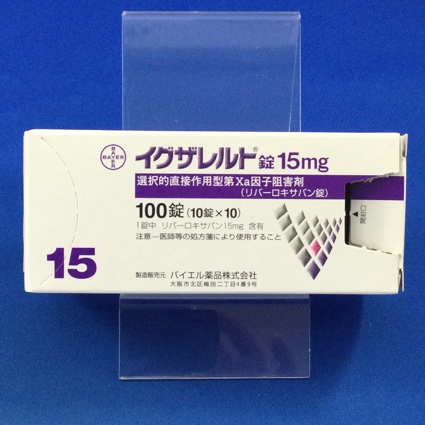 BAYER
BAYER
イグザレルト®錠15mg
選択的直接作用型第Xa因子阻害剤
(リバーロキサバン錠)
100錠(10錠×10)
1錠中 リバーロキサバン15mg 含有
注意―医師等の処方箋により使用すること
開封口
15
製造販売元 バイエル薬品株式会社
大阪市北区梅田二丁目4番9号